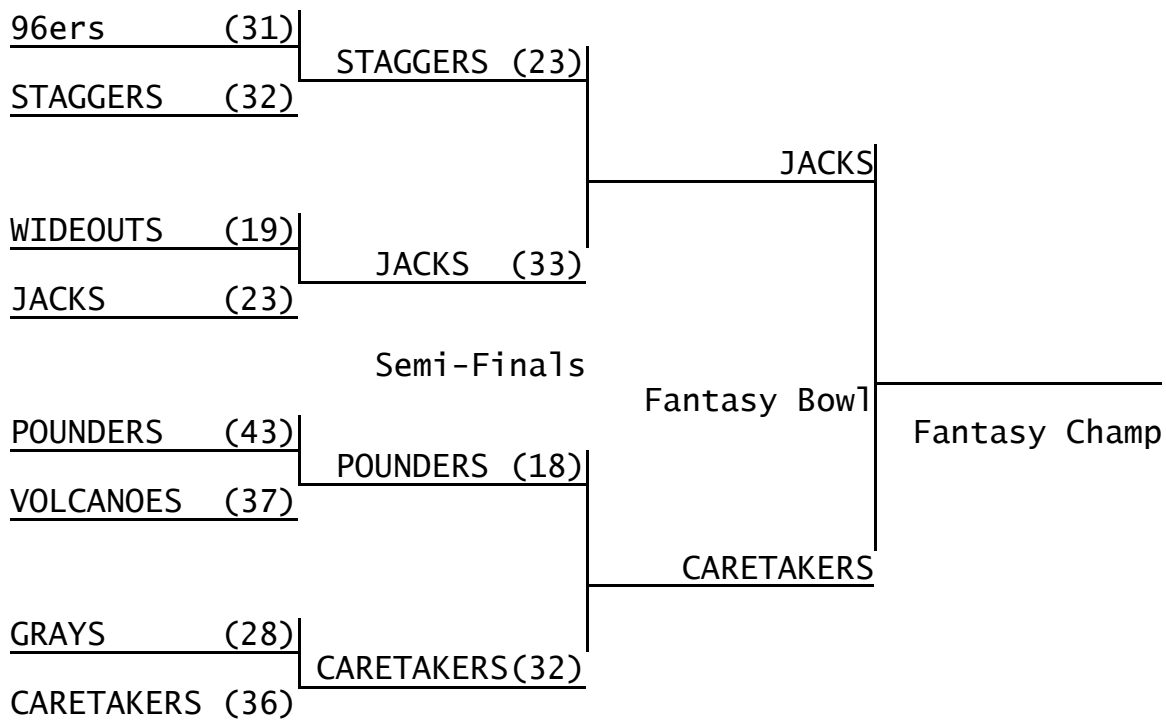 96ers (31)
STAGGERS (23)
STAGGERS (32)
JACKS
WIDEOUTS (19)
JACKS (33)
JACKS (23)
Semi-Finals
Fantasy Bowl
POUNDERS (43)
Fantasy Champ
POUNDERS (18)
VOLCANOES (37)
CARETAKERS
GRAYS (28)
CARETAKERS(32)
CARETAKERS (36)